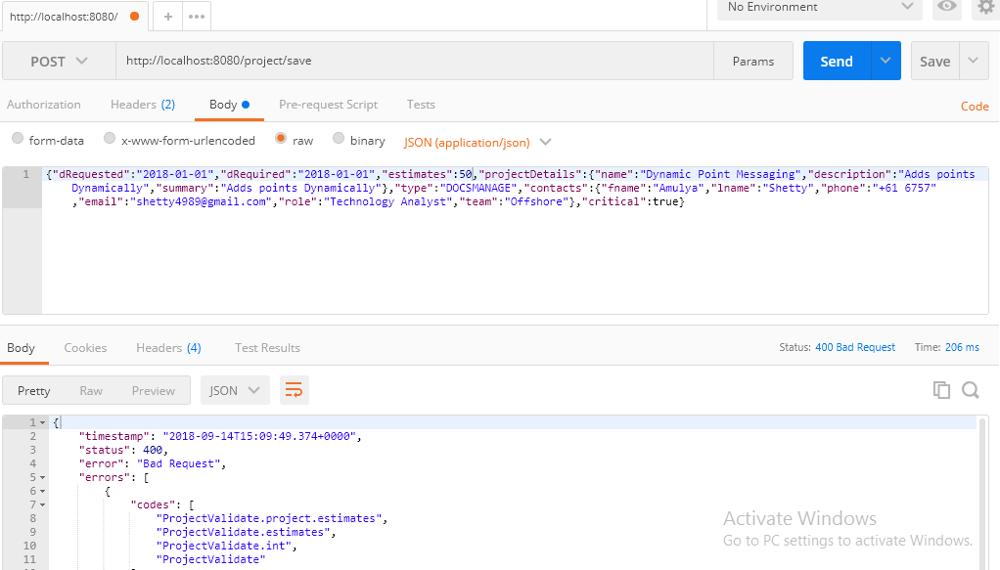 http://localhost:8080/
+
•••
No Environment
POST
http://localhost:8080/project/save
Params
Send
Save
Authorization
Headers (2)
Body
Pre-request Script
Tests
Code
form-data
x-www-form-urlencoded
raw
binary
JSON (application/json)
1 {"dRequested":"2018-01-01","dRequired":"2018-01-01","estimates":50,"projectDetails":{"name":"Dynamic Point Messaging","description":"Adds points
Dynamically","summary":"Adds points Dynamically"},"type":"DOCSMANAGE","contacts":{"fname":"Amulya","lname":"Shetty","phone":"+61 6757"
,"email":"shetty4989@gmail.com","role":"Technology Analyst","team":"Offshore"},"critical":true}
Body
Cookies
Headers (4)
Test Results
Status: 400 Bad Request
Time: 206 ms
Pretty
Raw
Preview
JSON
1 {
2 "timestamp": "2018-09-14T15:09:49.374+0000",
3 "status": 400,
4 "error": "Bad Request",
5 "errors": [
6 {
7 "codes": [
8 "ProjectValidate.project.estimates",
9 "ProjectValidate.estimates",
10 "ProjectValidate.int",
11 "ProjectValidate"
Activate Windows
Go to PC settings to activate Windows.